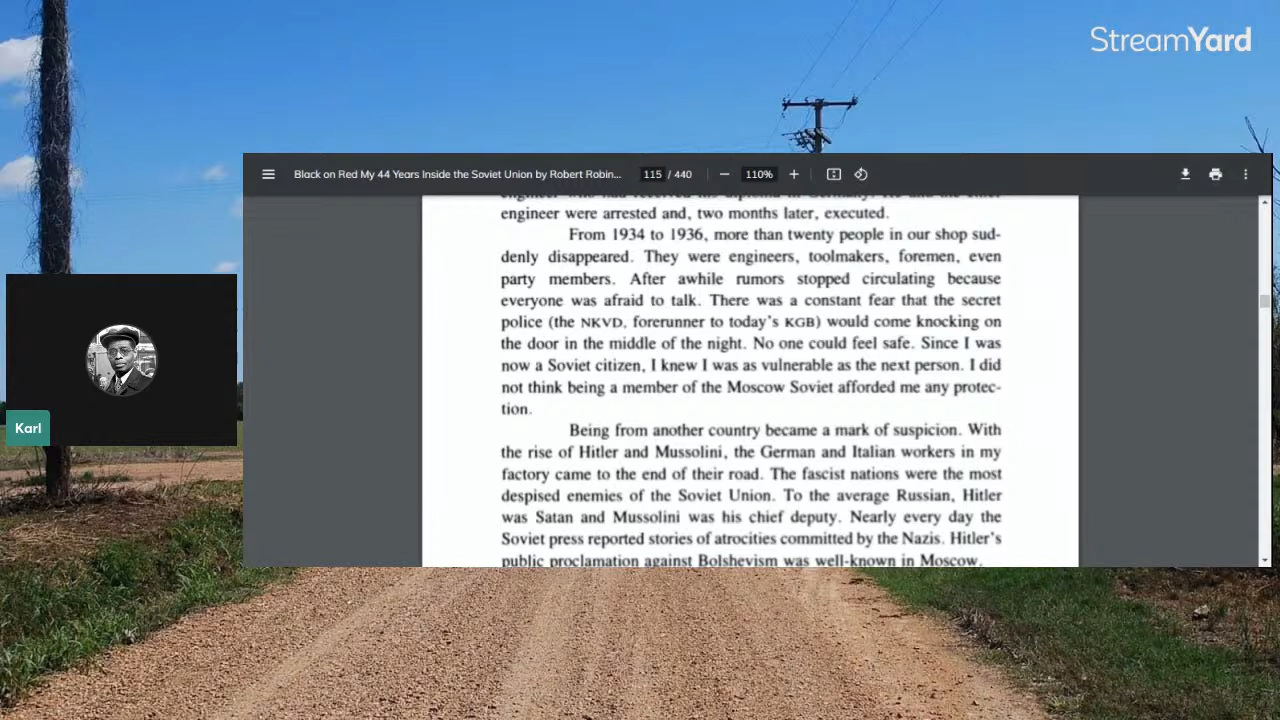 StreamYard
Black on Red My 44 Years Inside the Soviet Union by Robert Robin...
115 / 440
110%
engineer were arrested and, two months later, executed.
From 1934 to 1936, more than twenty people in our shop sud-
denly disappeared. They were engineers, toolmakers, foremen, even
party members. After awhile rumors stopped circulating because
everyone was afraid to talk. There was a constant fear that the secret
police (the NKVD, forerunner to today's KGB) would come knocking on
the door in the middle of the night. No one could feel safe. Since I was
now a Soviet citizen, I knew I was as vulnerable as the next person. I did
not think being a member of the Moscow Soviet afforded me any protec-
tion.
Being from another country became a mark of suspicion. With
the rise of Hitler and Mussolini, the German and Italian workers in my
factory came to the end of their road. The fascist nations were the most
despised enemies of the Soviet Union. To the average Russian, Hitler
was Satan and Mussolini was his chief deputy. Nearly every day the
Soviet press reported stories of atrocities committed by the Nazis. Hitler's
public proclamation against Bolshevism was well-known in Moscow.
Karl